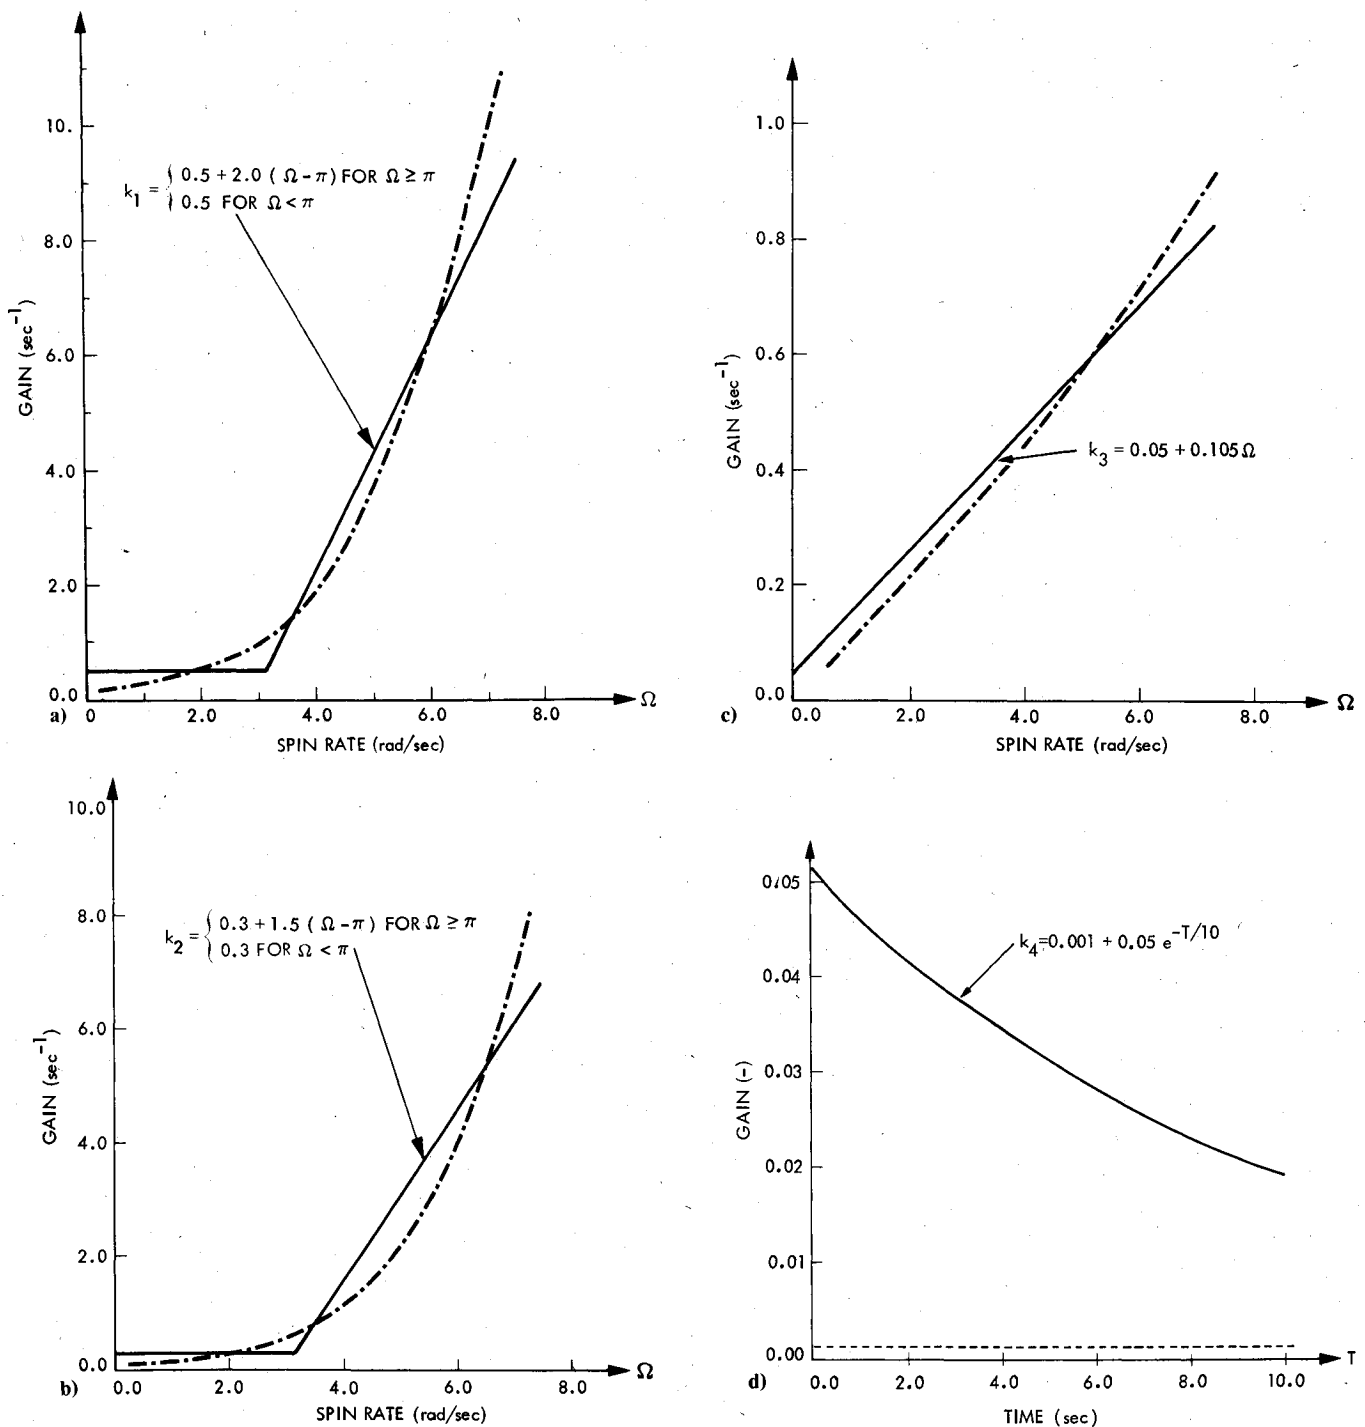 10.
8.0
6.0
4.0
2.0
0.0
GAIN (sec⁻¹)
k₁ = { 0.5 + 2.0 ( Ω - π) FOR Ω ≥ π
0.5 FOR Ω < π
0 2.0 4.0 6.0 8.0 Ω
a)
SPIN RATE (rad/sec)
1.0
0.8
0.6
0.4
0.2
0.0
GAIN (sec⁻¹)
k₃ = 0.05 + 0.105 Ω
0.0 2.0 4.0 6.0 8.0 Ω
c)
SPIN RATE (rad/sec)
10.0
8.0
6.0
4.0
2.0
0.0
GAIN (sec⁻¹)
k₂ = { 0.3 + 1.5 ( Ω - π) FOR Ω ≥ π
0.3 FOR Ω < π
0.0 2.0 4.0 6.0 8.0 Ω
b)
SPIN RATE (rad/sec)
0.05
0.04
0.03
0.02
0.01
0.00
GAIN (-)
k₄=0.001 + 0.05 e⁻ᵀ/¹⁰
0.0 2.0 4.0 6.0 8.0 10.0 T
d)
TIME (sec)